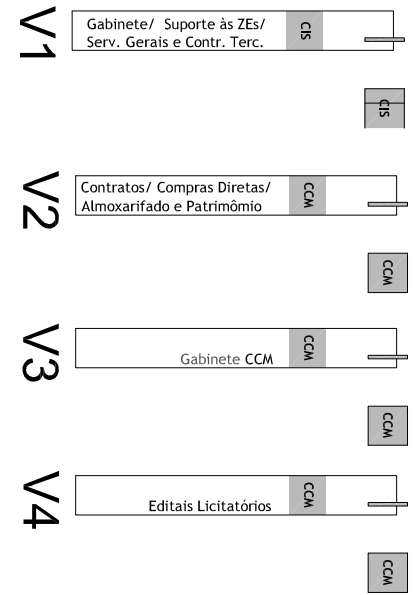 V1
Gabinete/ Suporte às ZEs/
Serv. Gerais e Contr. Terc.
CIS
CIS
V2
Contratos/ Compras Diretas/
Almoxarifado e Patrimômio
CCM
CCM
V3
Gabinete CCM
CCM
CCM
V4
Editais Licitatórios
CCM
CCM